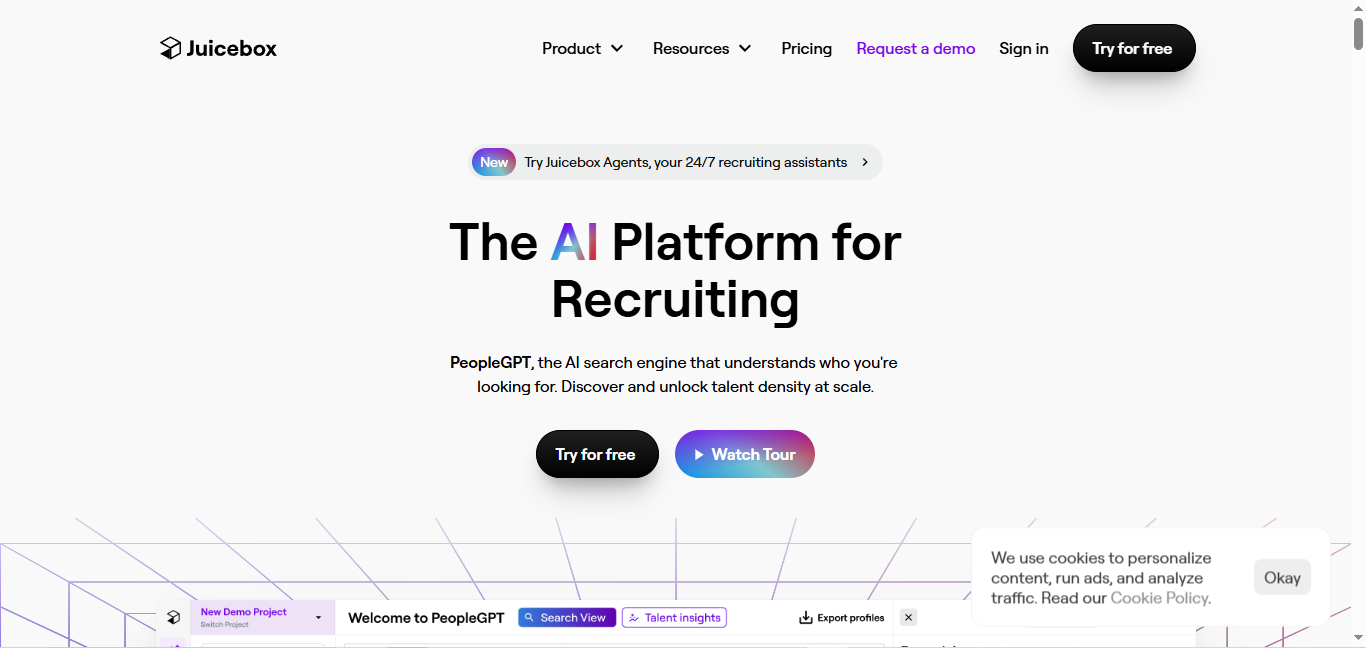 Juicebox
Product
Resources
Pricing
Request a demo
Sign in
Try for free
New
Try Juicebox Agents, your 24/7 recruiting assistants
The AI Platform for
Recruiting
PeopleGPT, the AI search engine that understands who you're
looking for. Discover and unlock talent density at scale.
Try for free
Watch Tour
We use cookies to personalize
content, run ads, and analyze
traffic. Read our Cookie Policy.
Okay
New Demo Project
Switch Project
Welcome to PeopleGPT
Search View
Talent insights
Export profiles